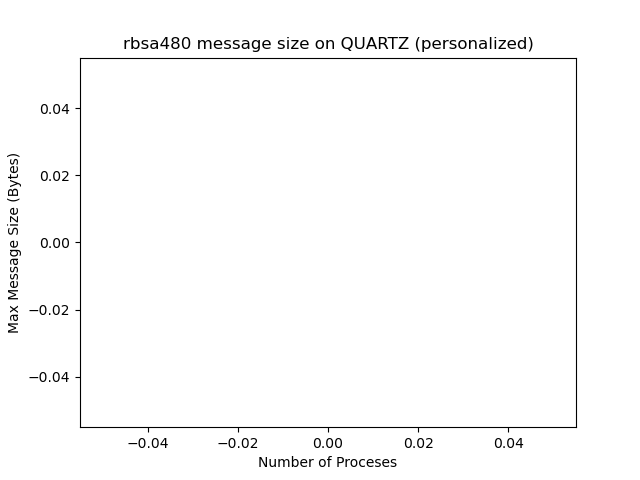 rbsa480 message size on QUARTZ (personalized)
Max Message Size (Bytes)
0.04
0.02
0.00
−0.02
−0.04
−0.04 −0.02 0.00 0.02 0.04
Number of Proceses